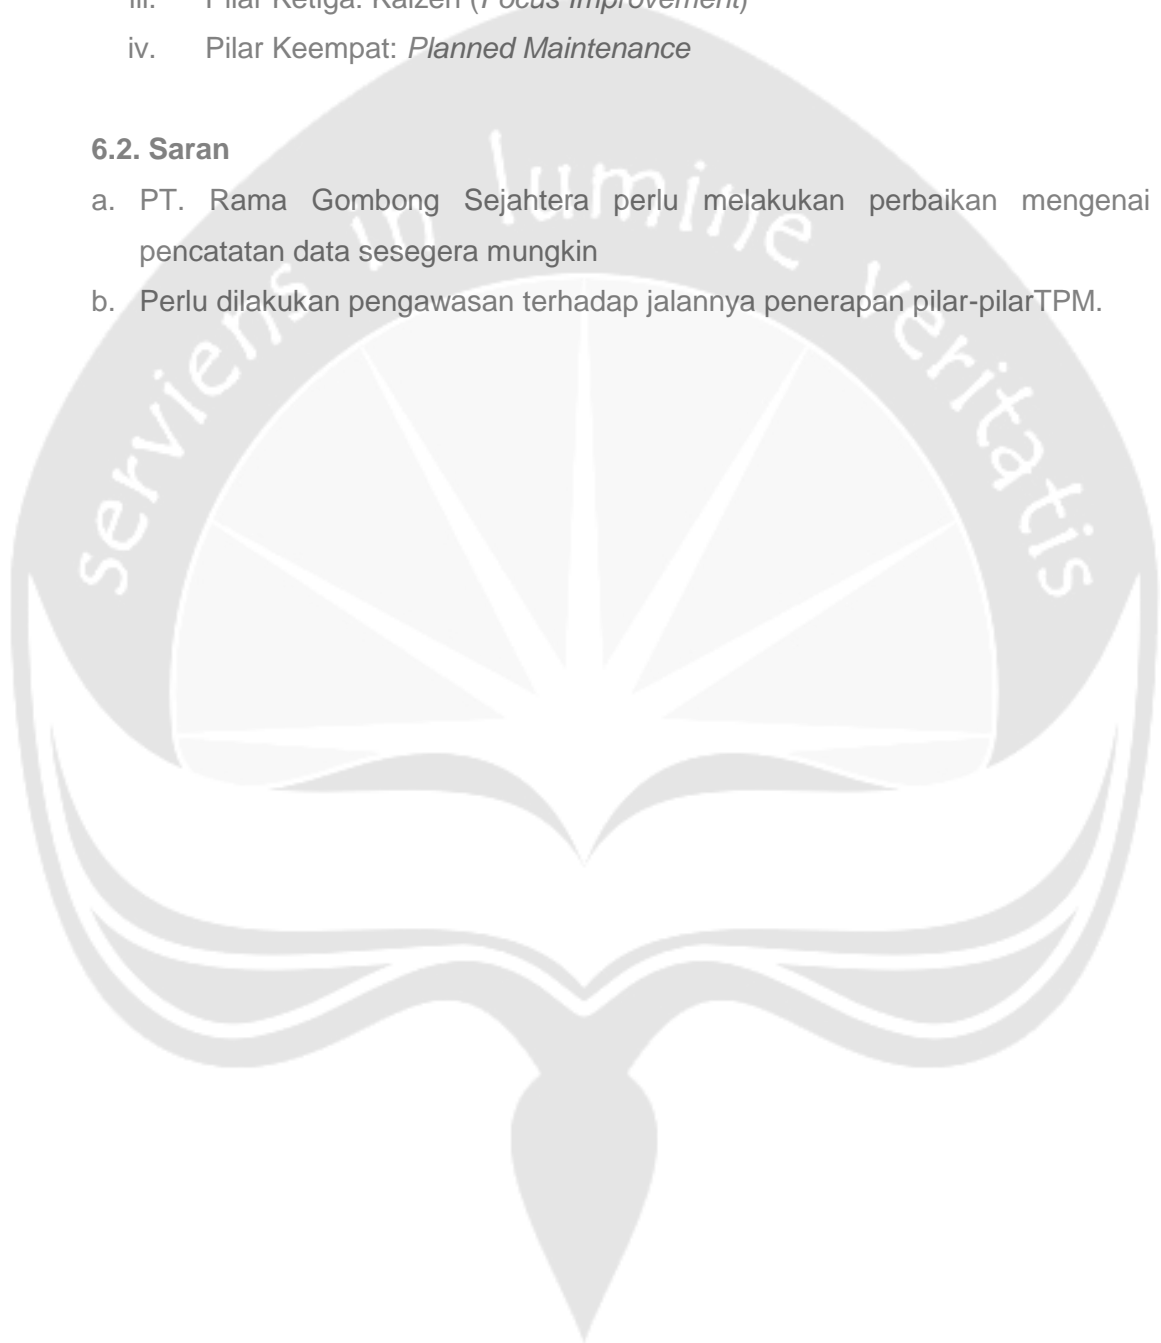 iii. Pilar Ketiga: Kaizen (Focus Improvement)
iv. Pilar Keempat: Planned Maintenance
6.2. Saran
a. PT. Rama Gombong Sejahtera perlu melakukan perbaikan mengenai
pencatatan data sesegera mungkin
b. Perlu dilakukan pengawasan terhadap jalannya penerapan pilar-pilarTPM.
serviens in lumine veritatis